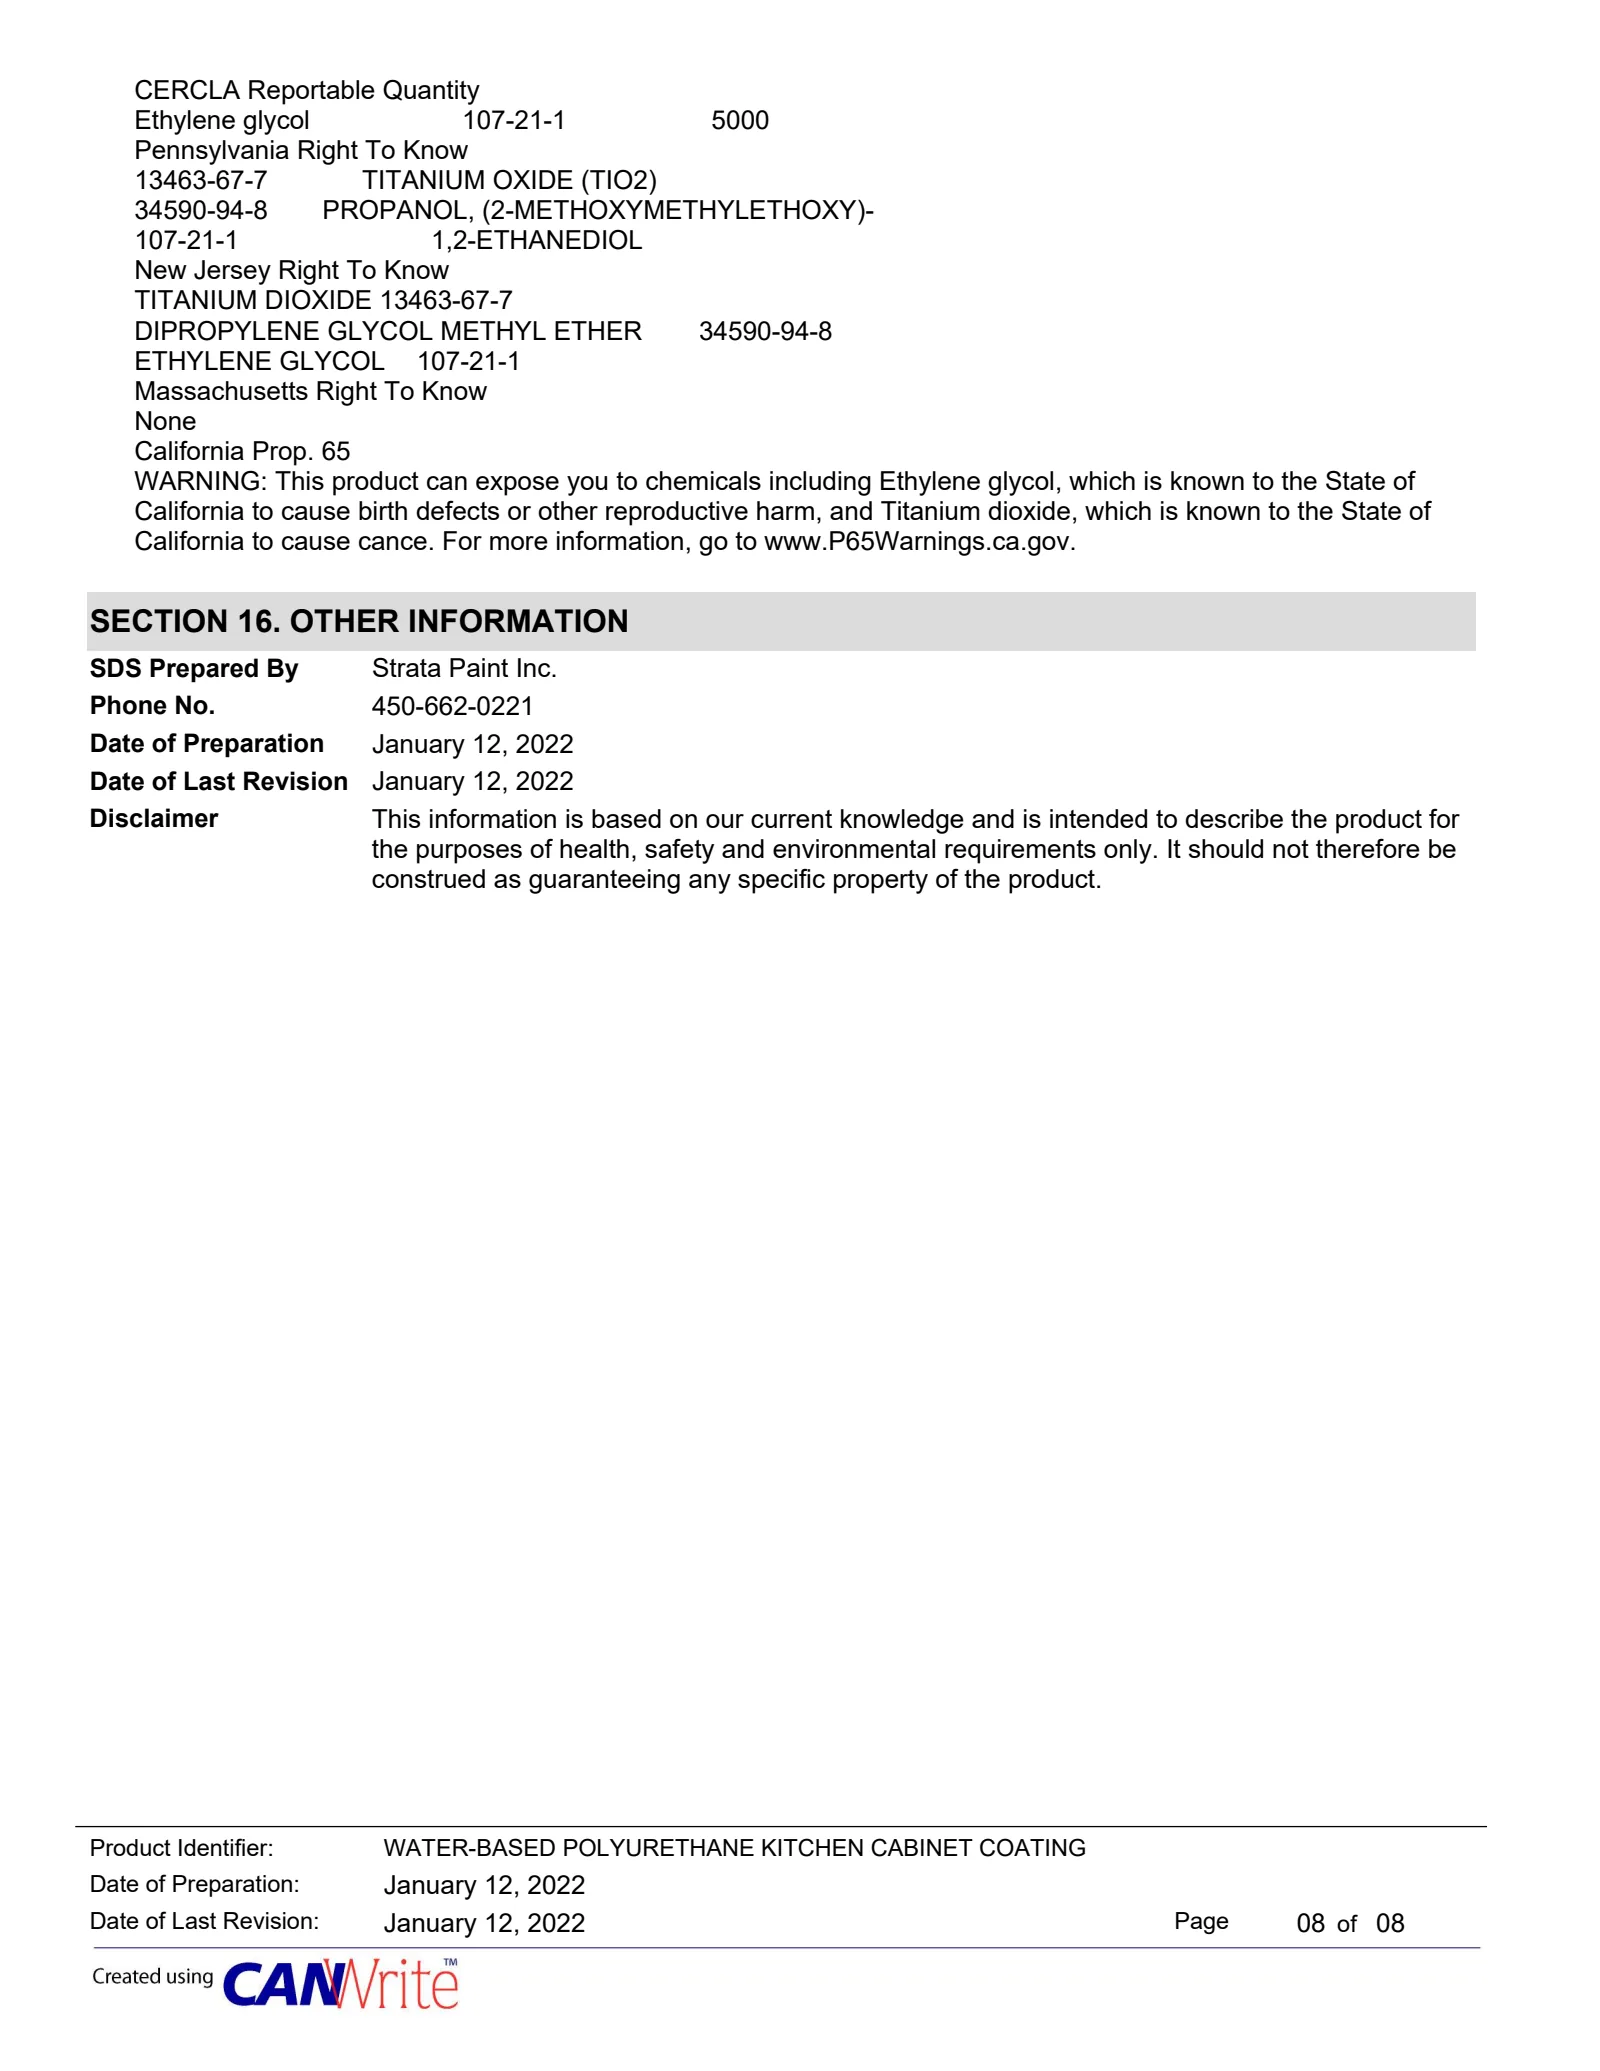 CERCLA Reportable Quantity
Ethylene glycol 107-21-1 5000
Pennsylvania Right To Know
13463-67-7 TITANIUM OXIDE (TIO2)
34590-94-8 PROPANOL, (2-METHOXYMETHYLETHOXY)-
107-21-1 1,2-ETHANEDIOL
New Jersey Right To Know
TITANIUM DIOXIDE 13463-67-7
DIPROPYLENE GLYCOL METHYL ETHER 34590-94-8
ETHYLENE GLYCOL 107-21-1
Massachusetts Right To Know
None
California Prop. 65
WARNING: This product can expose you to chemicals including Ethylene glycol, which is known to the State of
California to cause birth defects or other reproductive harm, and Titanium dioxide, which is known to the State of
California to cause cance. For more information, go to www.P65Warnings.ca.gov.
SECTION 16. OTHER INFORMATION
SDS Prepared By Strata Paint Inc.
Phone No. 450-662-0221
Date of Preparation January 12, 2022
Date of Last Revision January 12, 2022
Disclaimer This information is based on our current knowledge and is intended to describe the product for
the purposes of health, safety and environmental requirements only. It should not therefore be
construed as guaranteeing any specific property of the product.
Product Identifier: WATER-BASED POLYURETHANE KITCHEN CABINET COATING
Date of Preparation: January 12, 2022
Date of Last Revision: January 12, 2022 Page 08 of 08
Created using CANWrite™